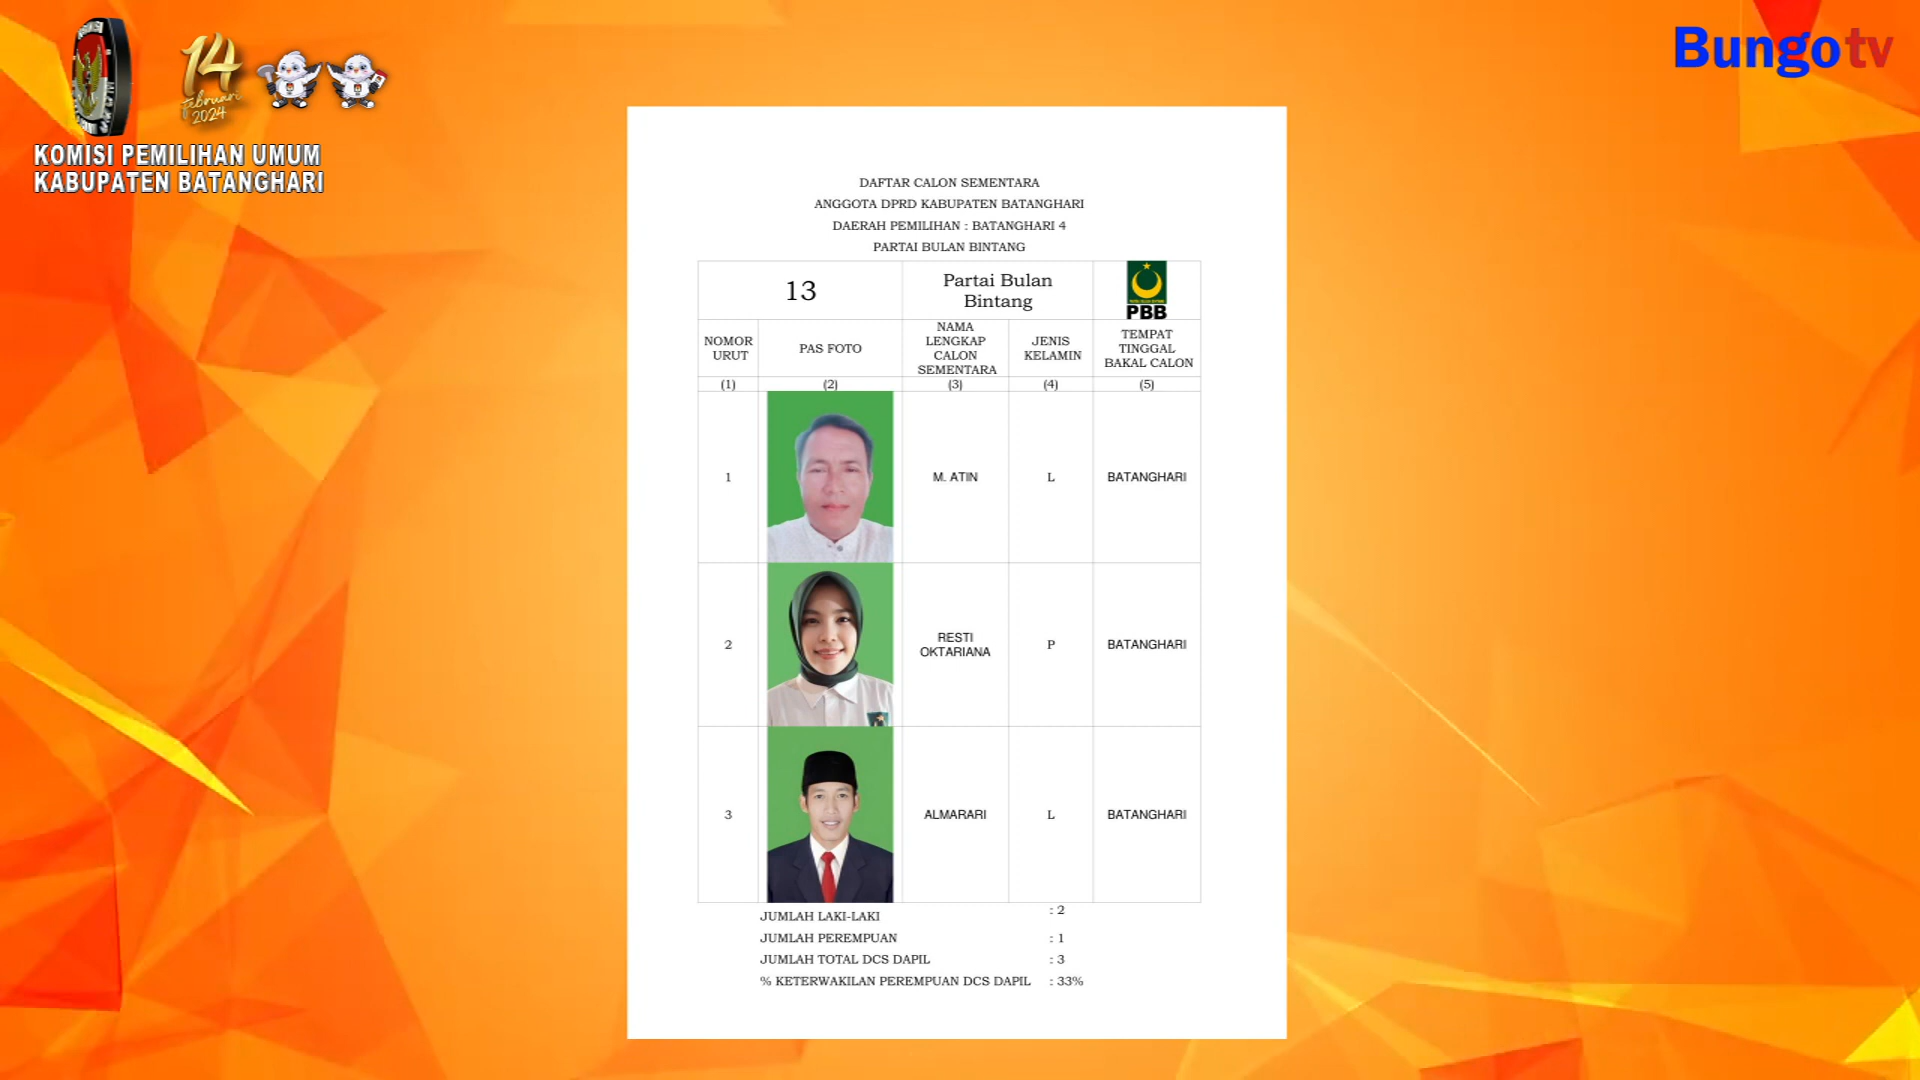 14
Februari
2024
Bungo tv
KOMISI PEMILIHAN UMUM
KABUPATEN BATANGHARI
DAFTAR CALON SEMENTARA
ANGGOTA DPRD KABUPATEN BATANGHARI
DAERAH PEMILIHAN : BATANGHARI 4
PARTAI BULAN BINTANG
13
Partai Bulan
Bintang
PBB
NOMOR
URUT
PAS FOTO
NAMA
LENGKAP
CALON
SEMENTARA
JENIS
KELAMIN
TEMPAT
TINGGAL
BAKAL CALON
(1) (2) (3) (4) (5)
1 M. ATIN L BATANGHARI
2 RESTI
OKTARIANA P BATANGHARI
3 ALMARARI L BATANGHARI
JUMLAH LAKI-LAKI : 2
JUMLAH PEREMPUAN : 1
JUMLAH TOTAL DCS DAPIL : 3
% KETERWAKILAN PEREMPUAN DCS DAPIL : 33%